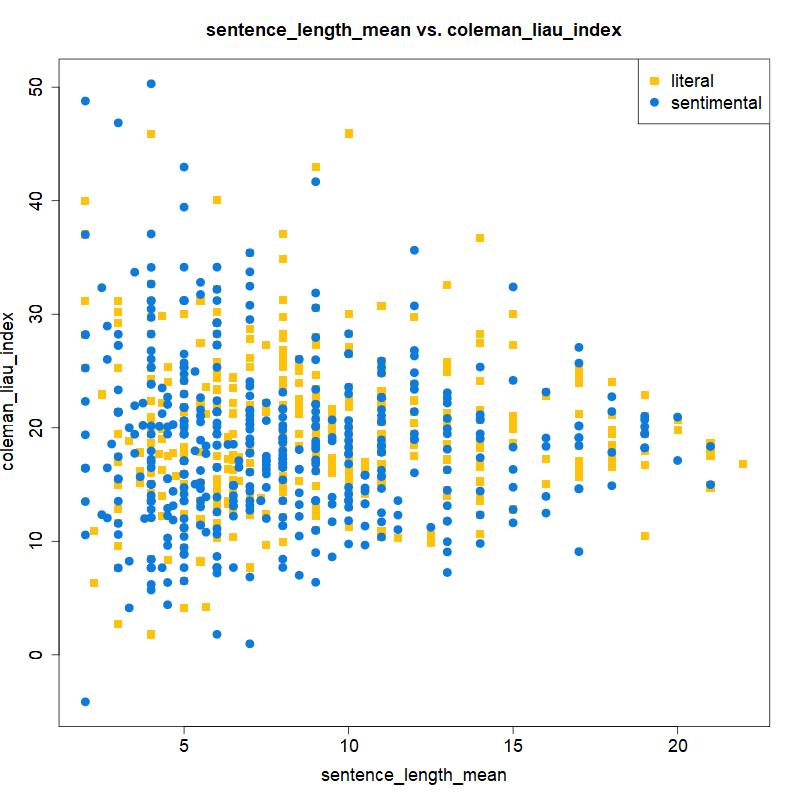 sentence_length_mean vs. coleman_liau_index
literal
sentimental
coleman_liau_index
50
40
30
20
10
0
5
10
15
20
sentence_length_mean